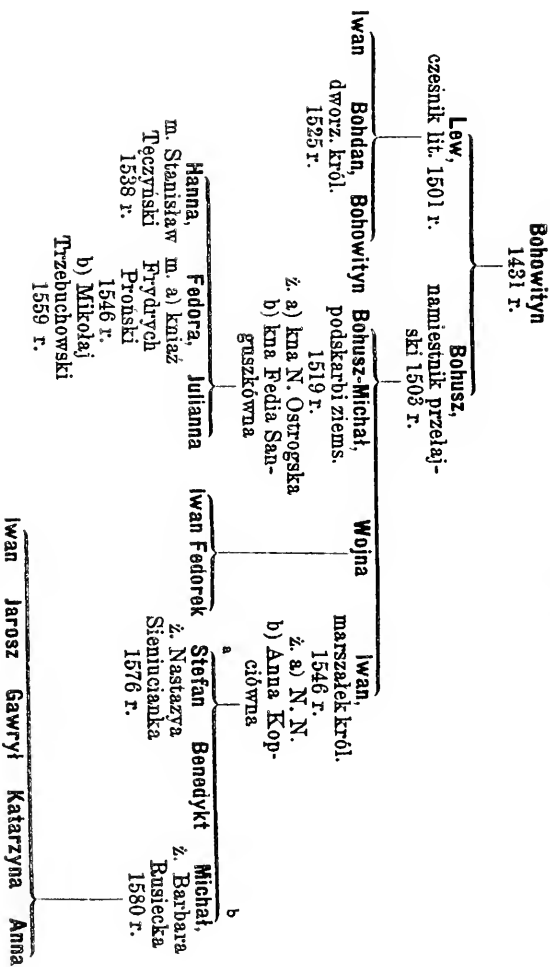 Bohowityn
1431 r.
Lew,
cześnik lit. 1501 r.
Bohusz,
namiestnik przełaj-
ski 1503 r.
Iwan Bohdan, Bohowityn
dworz. król.
1525 r.
Bohusz-Michał,
podskarbi ziems.
1519 r.
ż. a) kna N. Ostrogska
b) kna Fedia San-
guszkówna
Wojna
Iwan,
marszałek król.
1546 r.
ż. a) N. N.
b) Anna Kop-
ciówna
Hanna,
m. Stanisław
Tęczyński
1538 r.
Fedora,
m. a) kniaź
Frydrych
Proński
1546 r.
b) Mikołaj
Trzebuchowski
1559 r.
Julianna
Iwan Fedorek
a
Stefan
ż. Nastazya
Sieniucianka
1576 r.
Benedykt
b
Michał,
ż. Barbara
Rusiecka
1580 r.
Iwan Jarosz Gawrył Katarzyna Anna